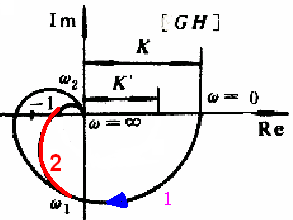 Im
[GH]
K
ω₂
K'
-1
ω = 0
ω = ∞
Re
2
ω₁
1